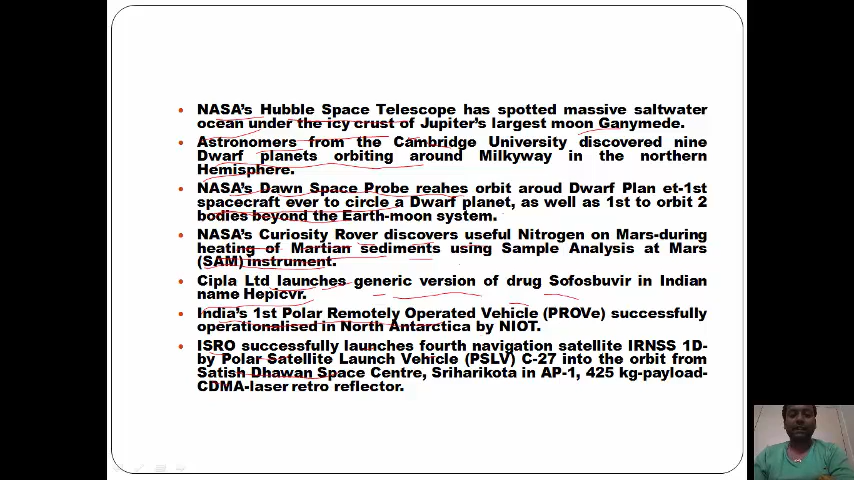 • NASA's Hubble Space Telescope has spotted massive saltwater
ocean under the icy crust of Jupiter's largest moon Ganymede.
• Astronomers from the Cambridge University discovered nine
Dwarf planets orbiting around Milkyway in the northern
Hemisphere.
• NASA's Dawn Space Probe reahes orbit aroud Dwarf Plan et-1st
spacecraft ever to circle a Dwarf planet, as well as 1st to orbit 2
bodies beyond the Earth-moon system.
• NASA's Curiosity Rover discovers useful Nitrogen on Mars-during
heating of Martian sediments using Sample Analysis at Mars
(SAM) instrument.
• Cipla Ltd launches generic version of drug Sofosbuvir in Indian
name Hepicvr.
• India's 1st Polar Remotely Operated Vehicle (PROVe) successfully
operationalised in North Antarctica by NIOT.
• ISRO successfully launches fourth navigation satellite IRNSS 1D-
by Polar Satellite Launch Vehicle (PSLV) C-27 into the orbit from
Satish Dhawan Space Centre, Sriharikota in AP-1, 425 kg-payload-
CDMA-laser retro reflector.